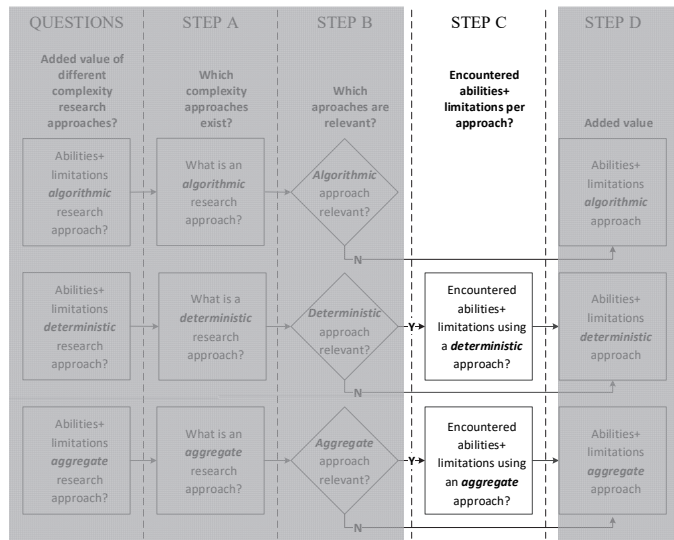 QUESTIONS
STEP A
STEP B
STEP C
STEP D
Added value of
different
complexity
research
approaches?
Which
complexity
approaches
exist?
Which
aproaches are
relevant?
Encountered
abilities+
limitations per
approach?
Added value
Abilities+
limitations
algorithmic
research
approach?
What is an
algorithmic
research
approach?
Algorithmic
approach
relevant?
N
Abilities+
limitations
algorithmic
approach
Abilities+
limitations
deterministic
research
approach?
What is a
deterministic
research
approach?
Deterministic
approach
relevant?
Y
N
Encountered
abilities+
limitations using
a deterministic
approach?
Abilities+
limitations
deterministic
approach
Abilities+
limitations
aggregate
research
approach?
What is an
aggregate
research
approach?
Aggregate
approach
relevant?
Y
N
Encountered
abilities+
limitations using
an aggregate
approach?
Abilities+
limitations
aggregate
approach